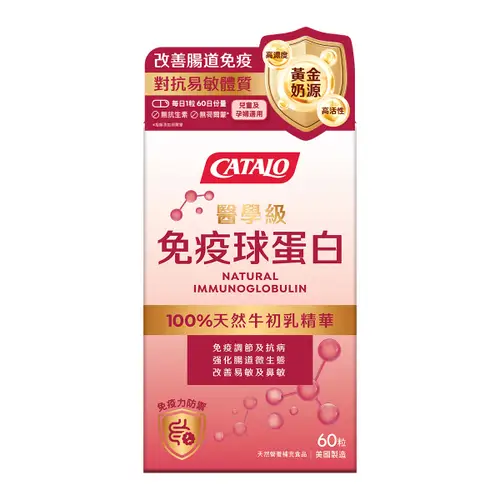 改善腸道免疫
對抗易敏體質
每日1粒 60日份量
無抗生素 無荷爾蒙*
兒童及
孕婦適用
高濃度
黃金
奶源
高活性
CATALO
醫學級
免疫球蛋白
NATURAL
IMMUNOGLOBULIN
100%天然牛初乳精華
免疫調節及抗病
強化腸道微生態
改善易敏及鼻敏
免疫力防禦
60粒
天然營養補充食品 美國製造